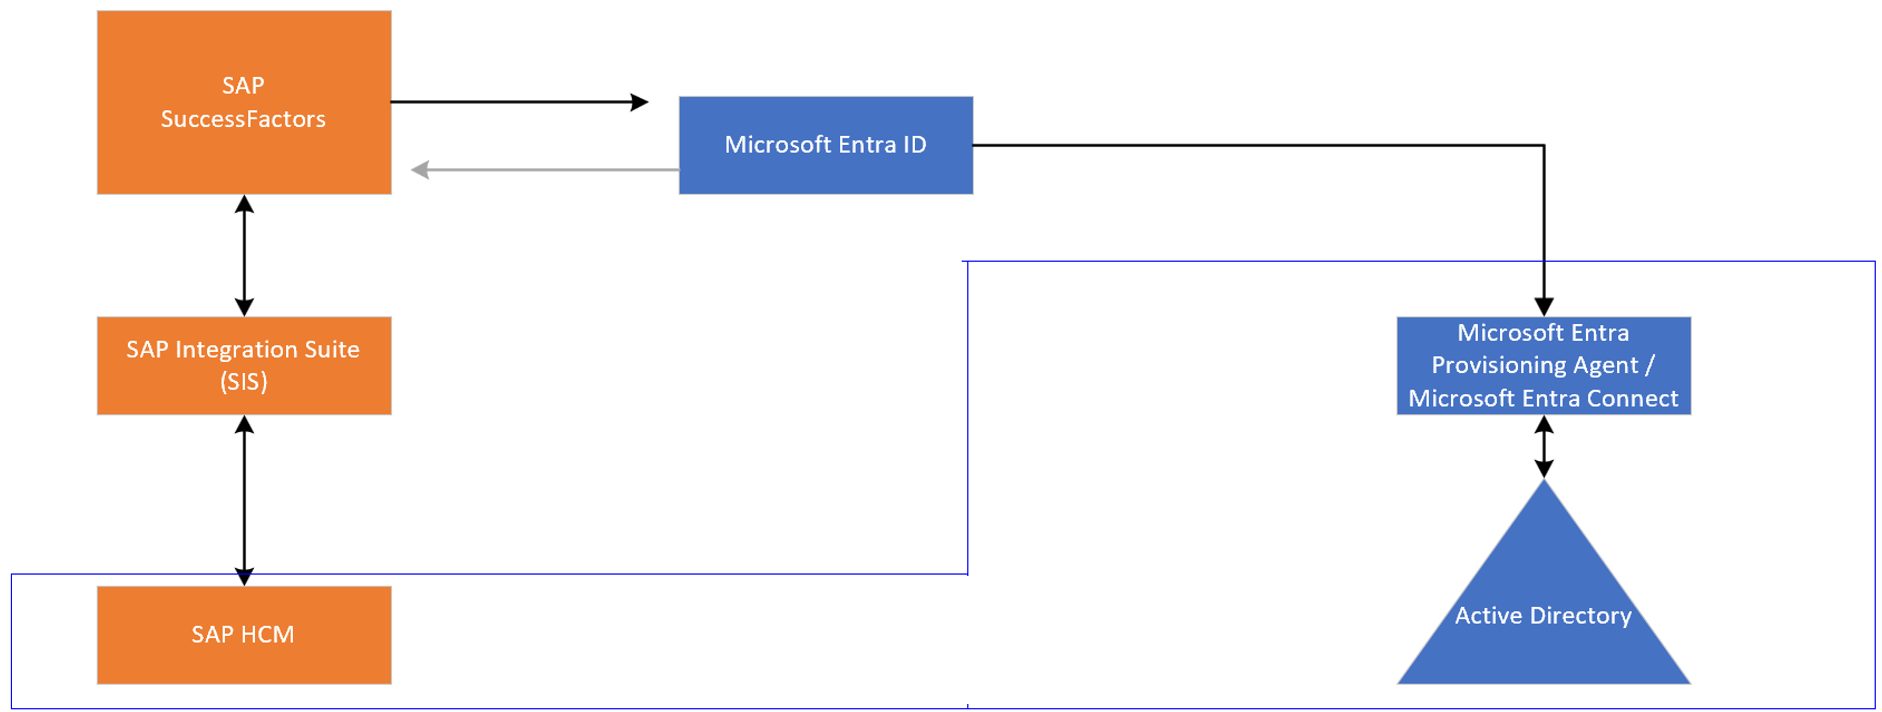 SAP
SuccessFactors
Microsoft Entra ID
SAP Integration Suite
(SIS)
Microsoft Entra
Provisioning Agent /
Microsoft Entra Connect
SAP HCM
Active Directory